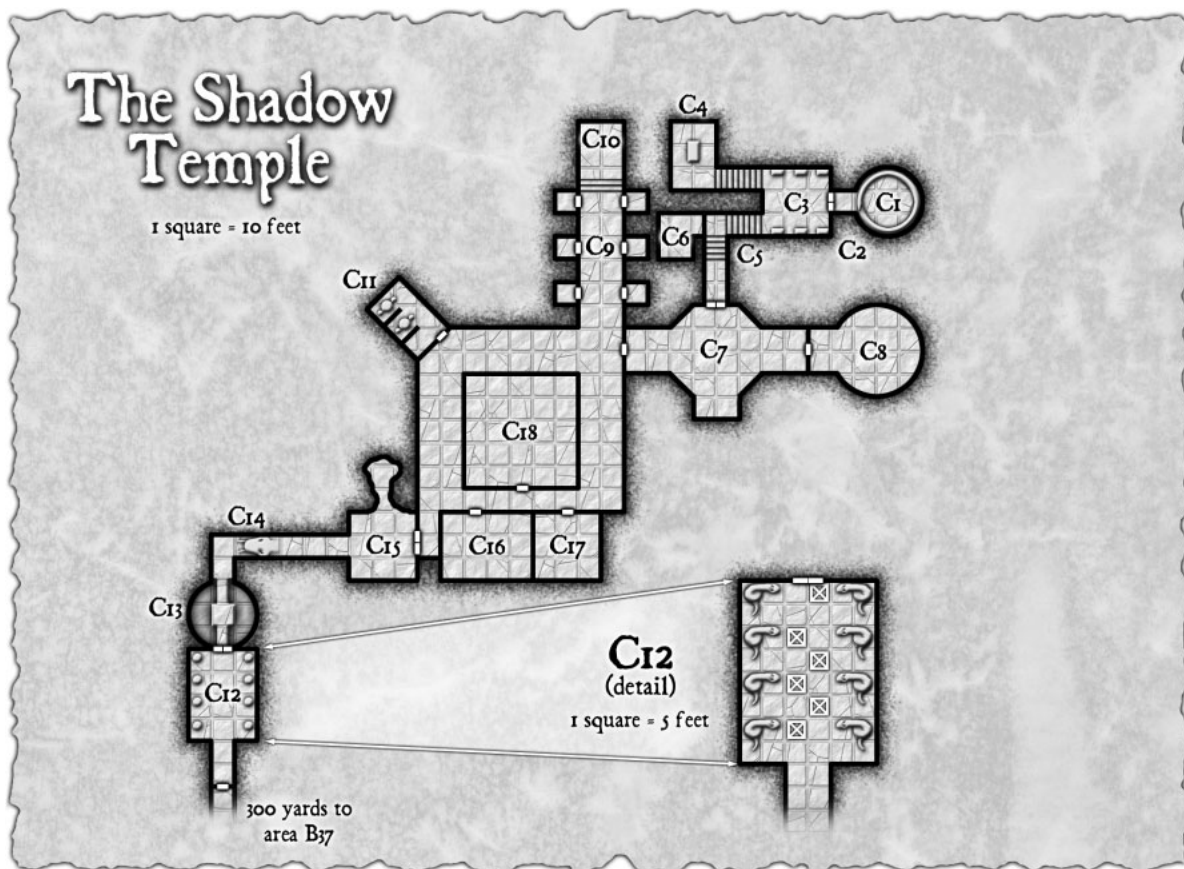 The Shadow
Temple
1 square = 10 feet
C4
C10
C3
C1
C9
C6
C5
C2
C11
C7
C8
C18
C14
C15
C16
C17
C13
C12
C12
(detail)
1 square = 5 feet
300 yards to
area B37